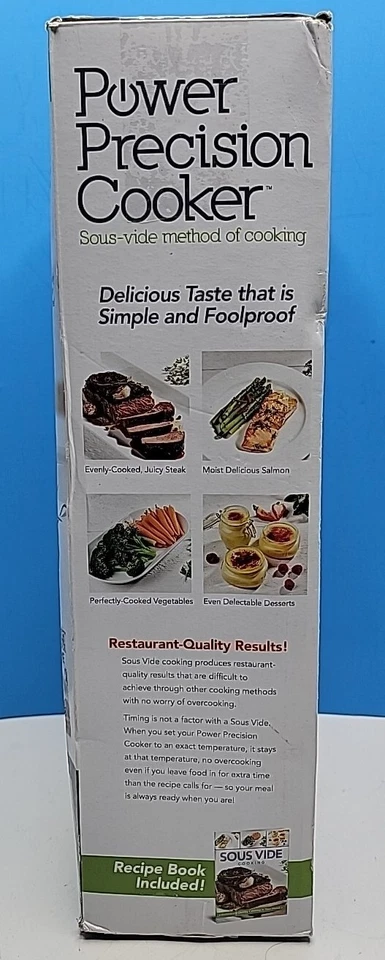 Power
Precision
Cooker™
Sous-vide method of cooking
Delicious Taste that is
Simple and Foolproof
Evenly-Cooked, Juicy Steak
Moist Delicious Salmon
Perfectly-Cooked Vegetables
Even Delectable Desserts
Restaurant-Quality Results!
Sous Vide cooking produces restaurant-
quality results that are difficult to
achieve through other cooking methods
with no worry of overcooking.
Timing is not a factor with a Sous Vide.
When you set your Power Precision
Cooker to an exact temperature, it stays
at that temperature, no overcooking
even if you leave food in for extra time
than the recipe calls for — so your meal
is always ready when you are!
Recipe Book
Included!
SOUS VIDE
COOKING